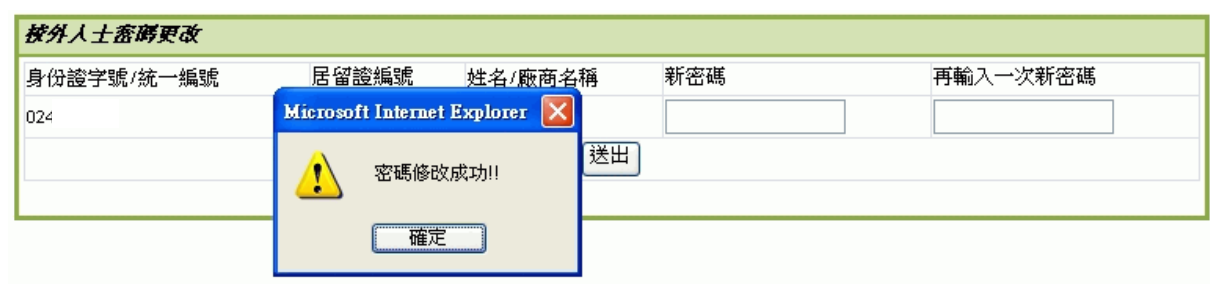 校外人士密碼更改
身份證字號/統一編號 居留證編號 姓名/廠商名稱 新密碼 再輸入一次新密碼
024
Microsoft Internet Explorer
密碼修改成功!!
送出
確定